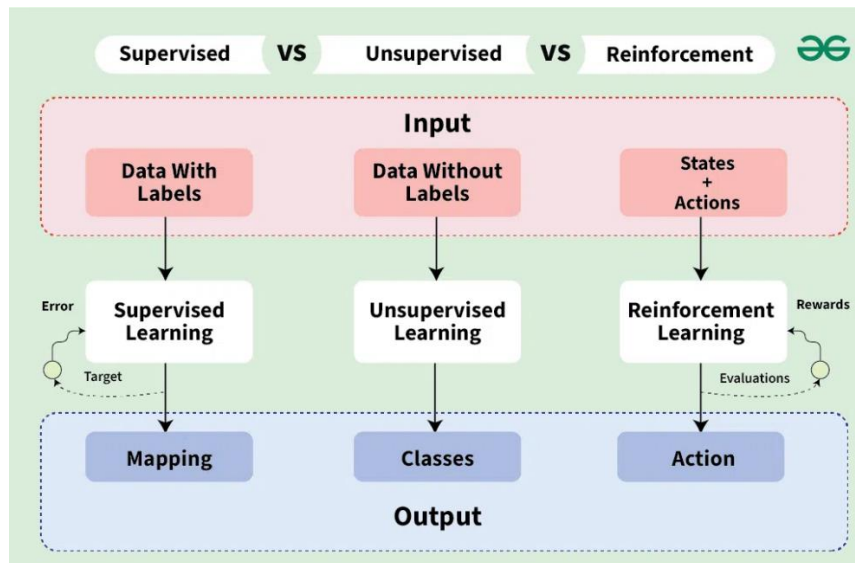 Supervised VS Unsupervised VS Reinforcement
Input
Data With
Labels
Data Without
Labels
States
+
Actions
Error
Supervised
Learning
Target
Unsupervised
Learning
Reinforcement
Learning
Rewards
Evaluations
Mapping
Classes
Action
Output